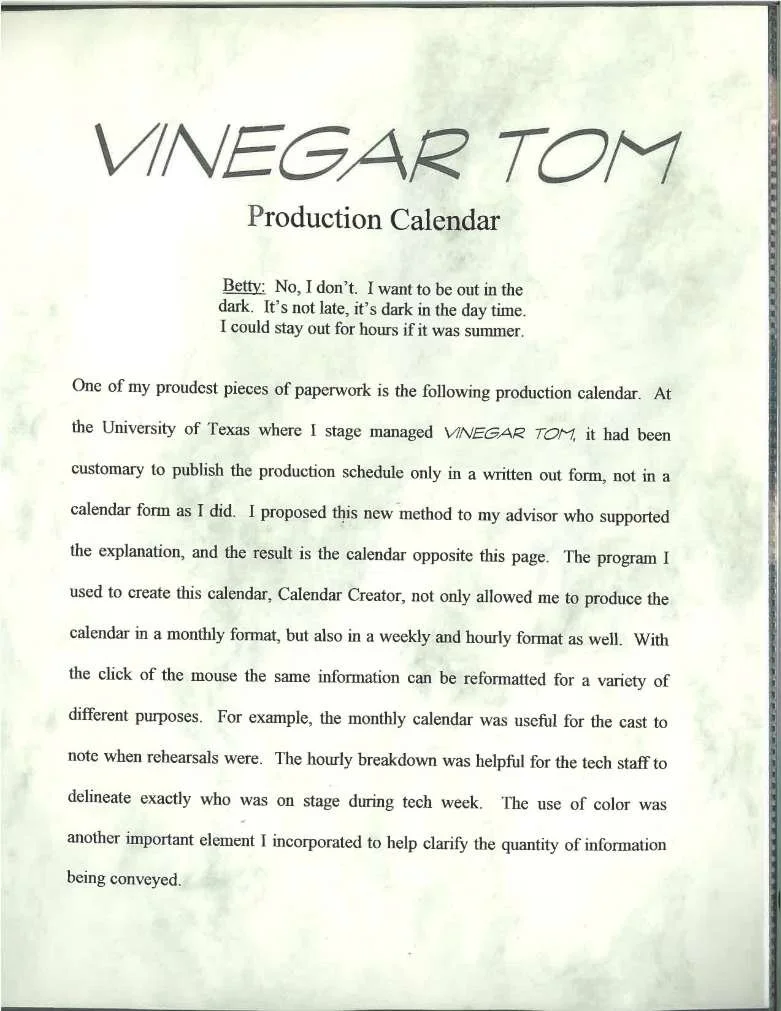 VINEGAR TOM
Production Calendar
Betty: No, I don't. I want to be out in the
dark. It's not late, it's dark in the day time.
I could stay out for hours if it was summer.
One of my proudest pieces of paperwork is the following production calendar. At
the University of Texas where I stage managed VINEGAR TOM, it had been
customary to publish the production schedule only in a written out form, not in a
calendar form as I did. I proposed this new method to my advisor who supported
the explanation, and the result is the calendar opposite this page. The program I
used to create this calendar, Calendar Creator, not only allowed me to produce the
calendar in a monthly format, but also in a weekly and hourly format as well. With
the click of the mouse the same information can be reformatted for a variety of
different purposes. For example, the monthly calendar was useful for the cast to
note when rehearsals were. The hourly breakdown was helpful for the tech staff to
delineate exactly who was on stage during tech week. The use of color was
another important element I incorporated to help clarify the quantity of information
being conveyed.